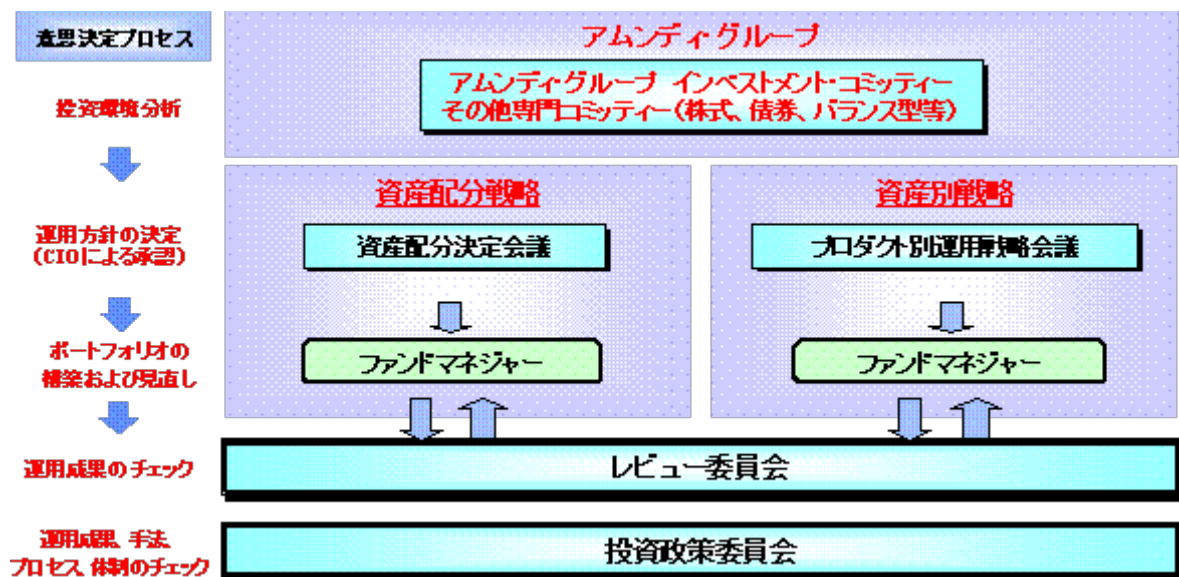 意思決定プロセス
アムンディ・グループ
アムンディ・グループ インベストメント・コミッティー
その他専門コミッティー(株式、債券、バランス型等)
投資環境分析
資産配分戦略
資産別戦略
運用方針の決定
(CIOによる承認)
資産配分決定会議
プロダクト別運用戦略会議
ポートフォリオの
構築および見直し
ファンドマネジャー
ファンドマネジャー
運用成果のチェック
レビュー委員会
運用成果、手法、
プロセス、体制のチェック
投資政策委員会